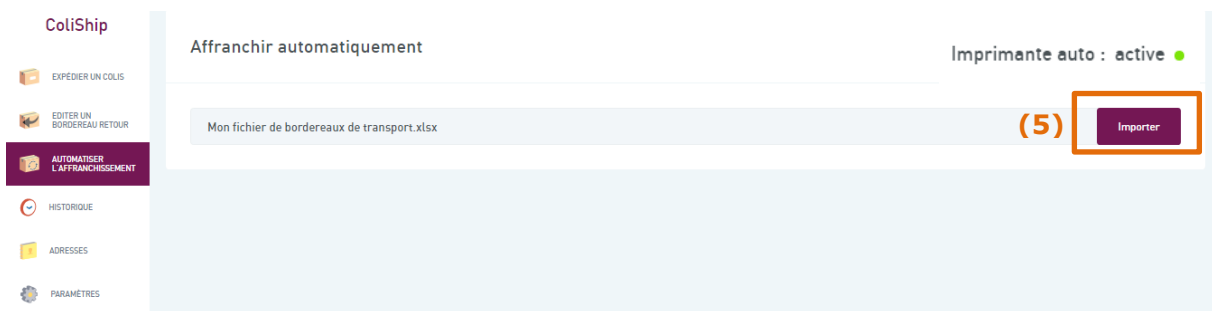 ColiShip
EXPÉDIER UN COLIS
EDITER UN
BORDEREAU RETOUR
AUTOMATISER
L'AFFRANCHISSEMENT
HISTORIQUE
ADRESSES
PARAMÈTRES
Affranchir automatiquement
Imprimante auto : active
Mon fichier de bordereaux de transport.xlsx
(5)
Importer